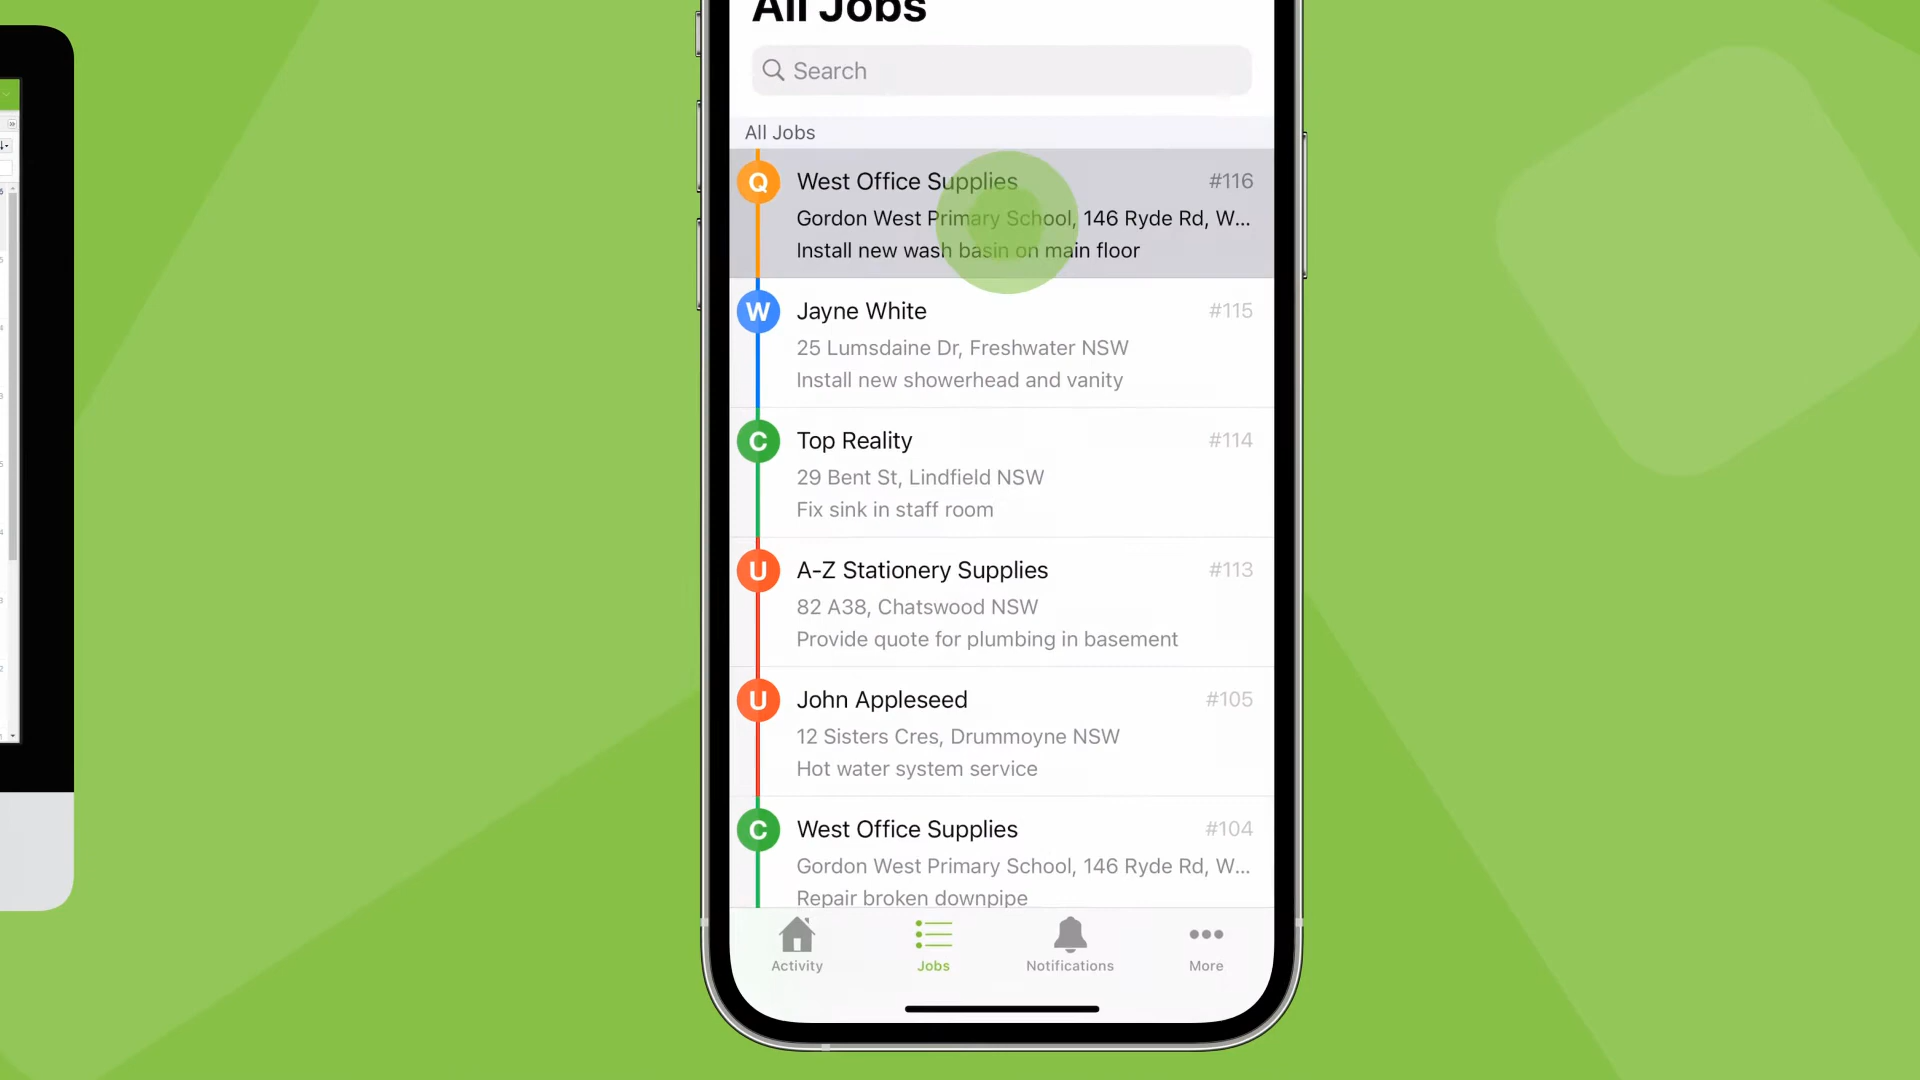 All Jobs
Search
All Jobs
Q
West Office Supplies
#116
Gordon West Primary School, 146 Ryde Rd, W...
Install new wash basin on main floor
W
Jayne White
#115
25 Lumsdaine Dr, Freshwater NSW
Install new showerhead and vanity
C
Top Reality
#114
29 Bent St, Lindfield NSW
Fix sink in staff room
U
A-Z Stationery Supplies
#113
82 A38, Chatswood NSW
Provide quote for plumbing in basement
U
John Appleseed
#105
12 Sisters Cres, Drummoyne NSW
Hot water system service
C
West Office Supplies
#104
Gordon West Primary School, 146 Ryde Rd, W...
Repair broken downpipe
Activity
Jobs
Notifications
More